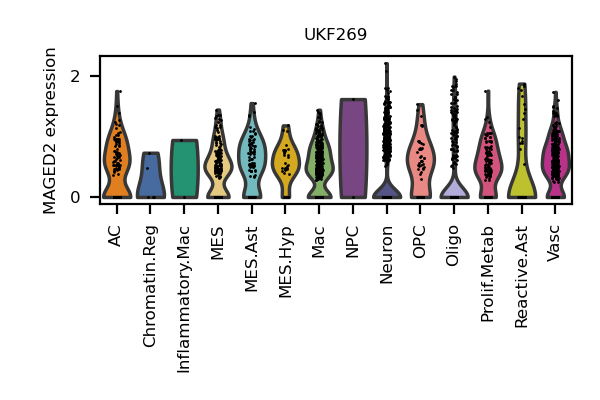 UKF269
MAGED2 expression
2
0
AC
Chromatin.Reg
Inflammatory.Mac
MES
MES.Ast
MES.Hyp
Mac
NPC
Neuron
OPC
Oligo
Prolif.Metab
Reactive.Ast
Vasc